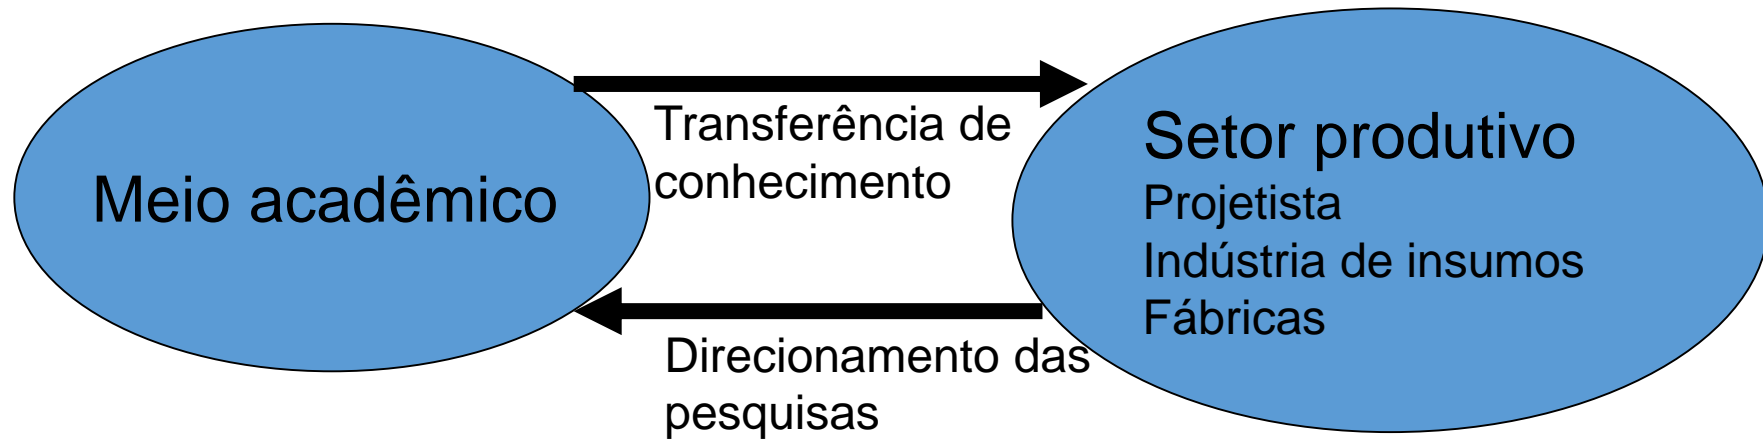 Meio acadêmico
Transferência de
conhecimento
Direcionamento das
pesquisas
Setor produtivo
Projetista
Indústria de insumos
Fábricas